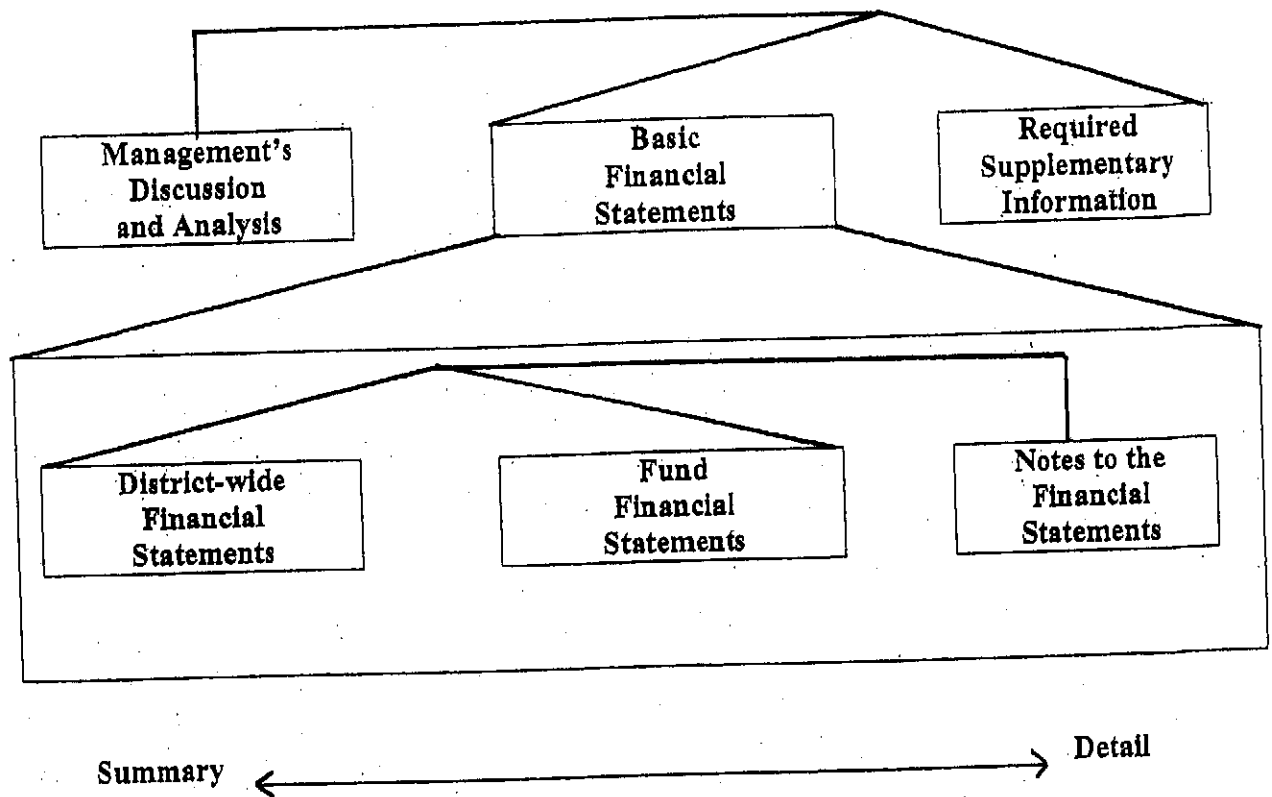 Management's
Discussion
and Analysis
Basic
Financial
Statements
Required
Supplementary
Information
District-wide
Financial
Statements
Fund
Financial
Statements
Notes to the
Financial
Statements
Summary
Detail